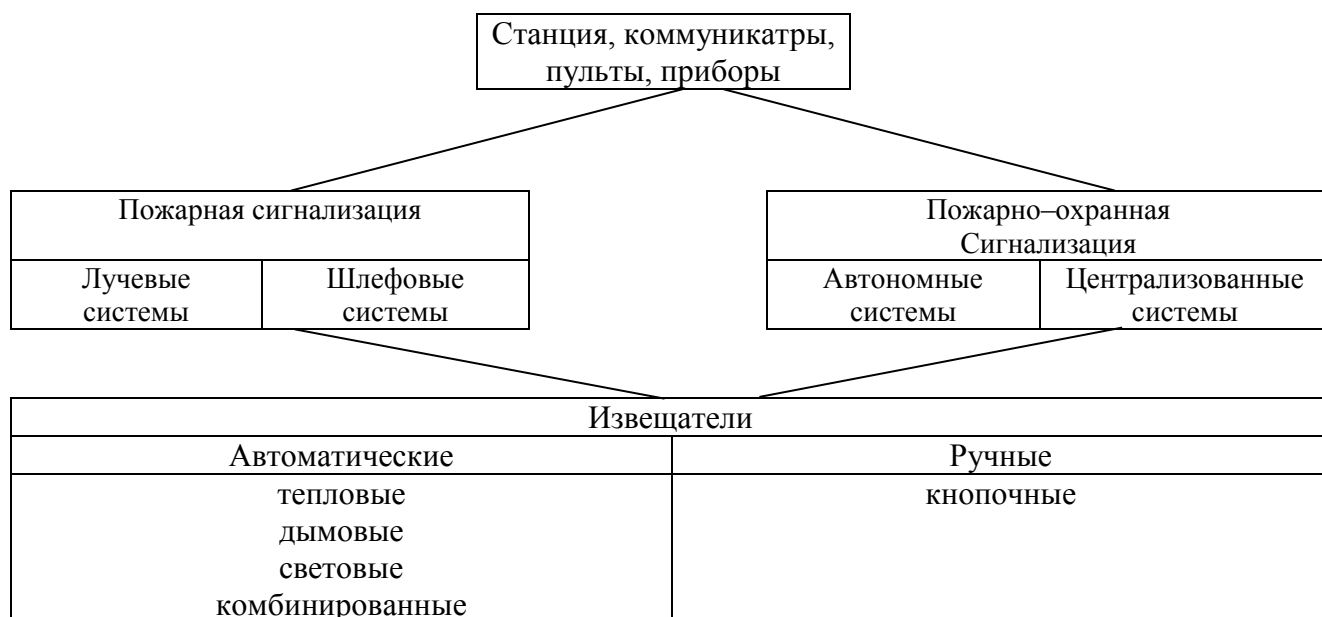 Станция, коммуникатры,
пульты, приборы
Пожарная сигнализация
Пожарно–охранная
Сигнализация
Лучевые
системы
Шлефовые
системы
Автономные
системы
Централизованные
системы
Извещатели
Автоматические
Ручные
тепловые
кнопочные
дымовые
световые
комбинированные